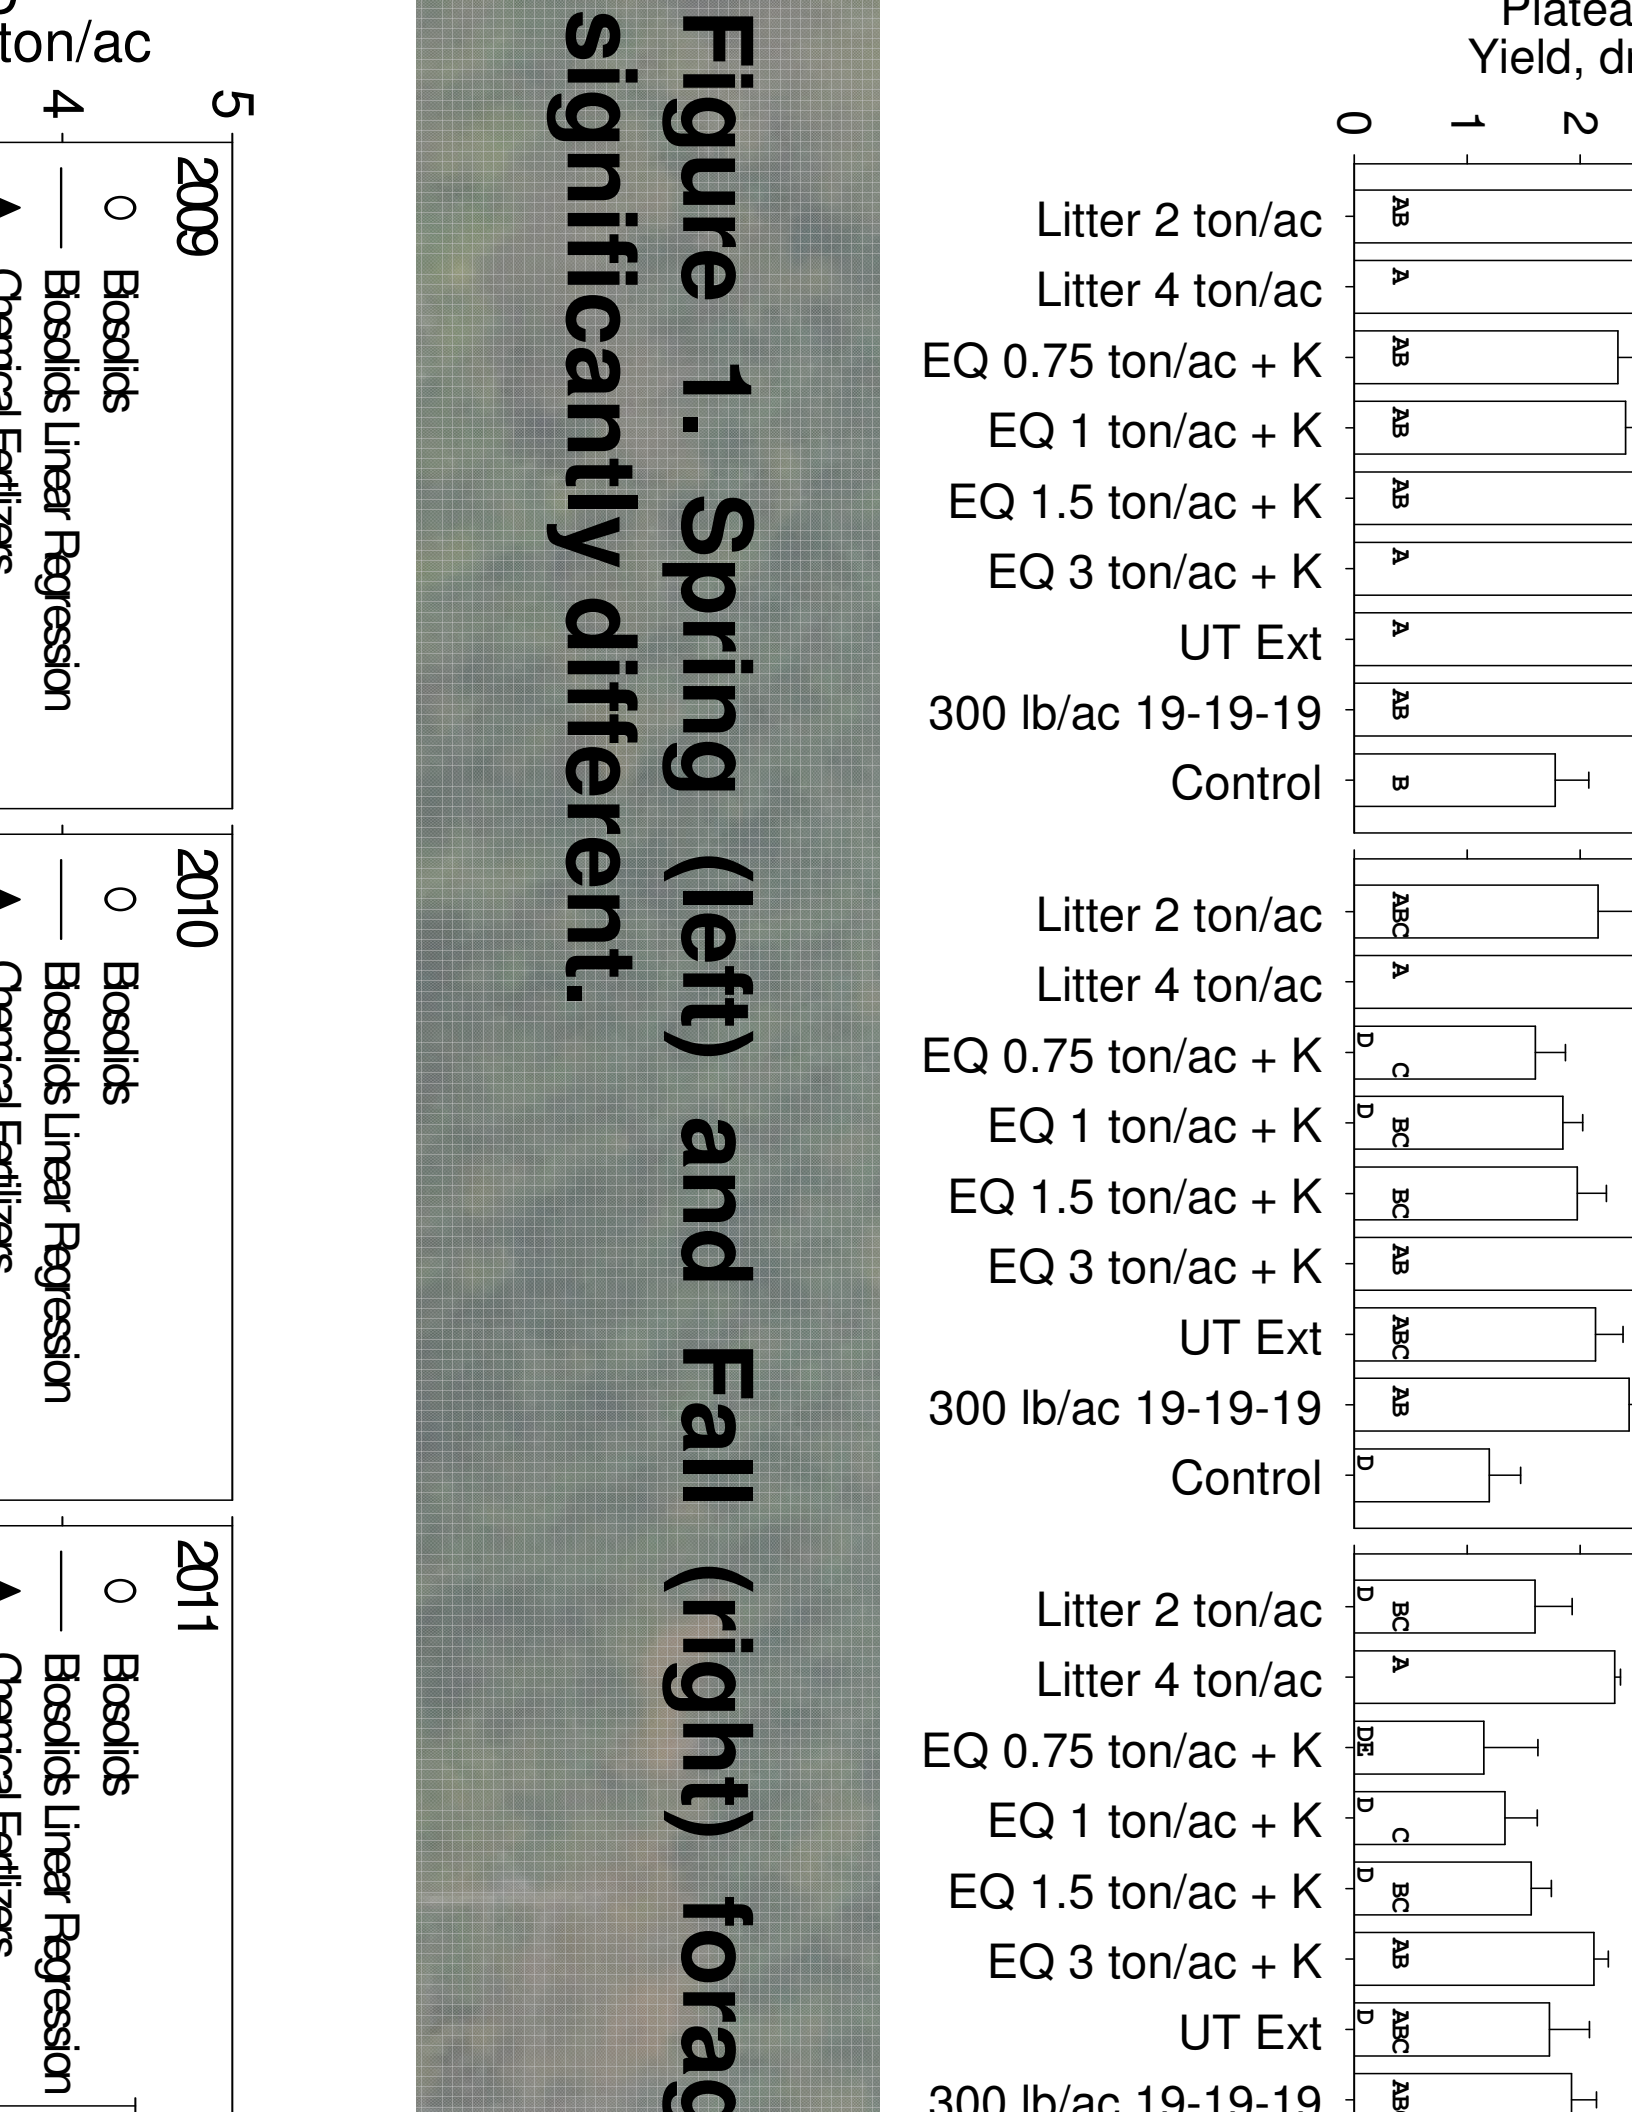 ton/ac
5
4
2009
Biosolids
Biosolids Linear Regression
Chemical Fertilizers
2010
Biosolids
Biosolids Linear Regression
Chemical Fertilizers
2011
Biosolids
Biosolids Linear Regression
Chemical Fertilizers
Figure 1. Spring (left) and Fall (right) forag
significantly different.
Platea
Yield, dr
0 1 2
Litter 2 ton/ac AB
Litter 4 ton/ac A
EQ 0.75 ton/ac + K AB
EQ 1 ton/ac + K AB
EQ 1.5 ton/ac + K AB
EQ 3 ton/ac + K A
UT Ext A
300 lb/ac 19-19-19 AB
Control B
Litter 2 ton/ac ABC
Litter 4 ton/ac A
EQ 0.75 ton/ac + K D C
EQ 1 ton/ac + K D BC
EQ 1.5 ton/ac + K BC
EQ 3 ton/ac + K AB
UT Ext ABC
300 lb/ac 19-19-19 AB
Control D
Litter 2 ton/ac D BC
Litter 4 ton/ac A
EQ 0.75 ton/ac + K DE
EQ 1 ton/ac + K D C
EQ 1.5 ton/ac + K D BC
EQ 3 ton/ac + K AB
UT Ext D ABC
300 lb/ac 19-19-19